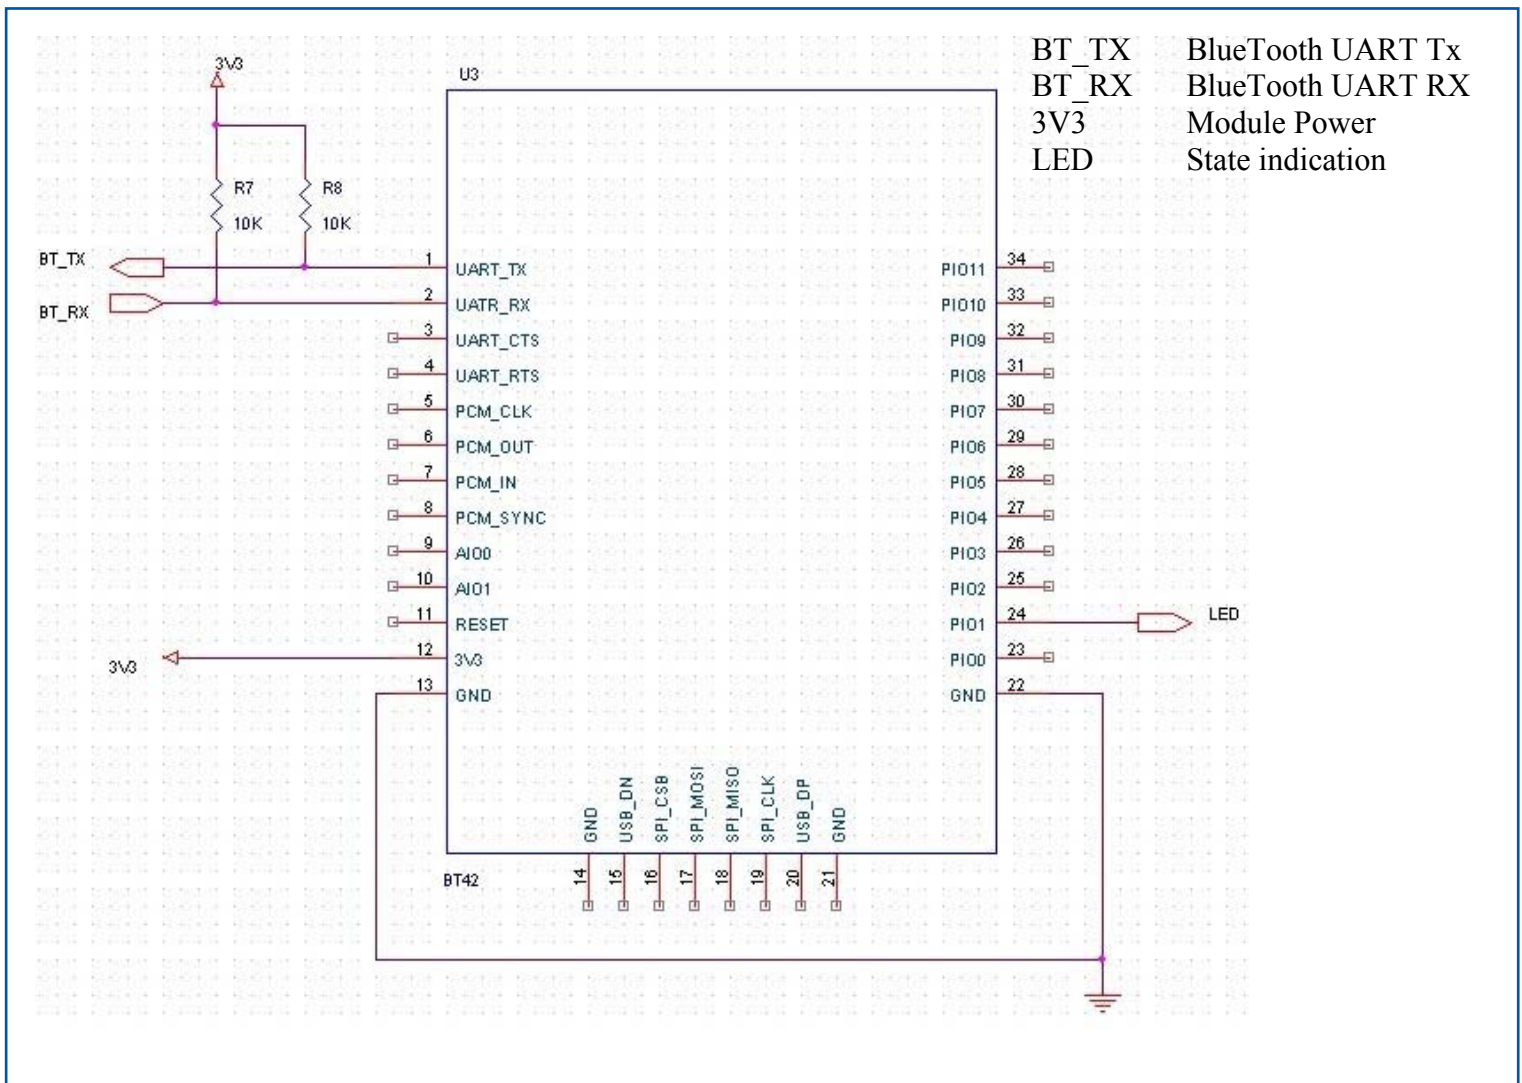 BT_TX BlueTooth UART Tx
BT_RX BlueTooth UART RX
3V3 Module Power
LED State indication
3V3
U3
R7
10K
R8
10K
BT_TX
BT_RX
1 UART_TX
2 UATR_RX
3 UART_CTS
4 UART_RTS
5 PCM_CLK
6 PCM_OUT
7 PCM_IN
8 PCM_SYNC
9 AIO0
10 AIO1
11 RESET
12 3V3
13 GND
3V3
PIO11 34
PIO10 33
PIO9 32
PIO8 31
PIO7 30
PIO6 29
PIO5 28
PIO4 27
PIO3 26
PIO2 25
PIO1 24
LED
PIO0 23
GND 22
GND 14
USB_DN 15
SPI_CSB 16
SPI_MOSI 17
SPI_MISO 18
SPI_CLK 19
USB_DP 20
GND 21
BT42